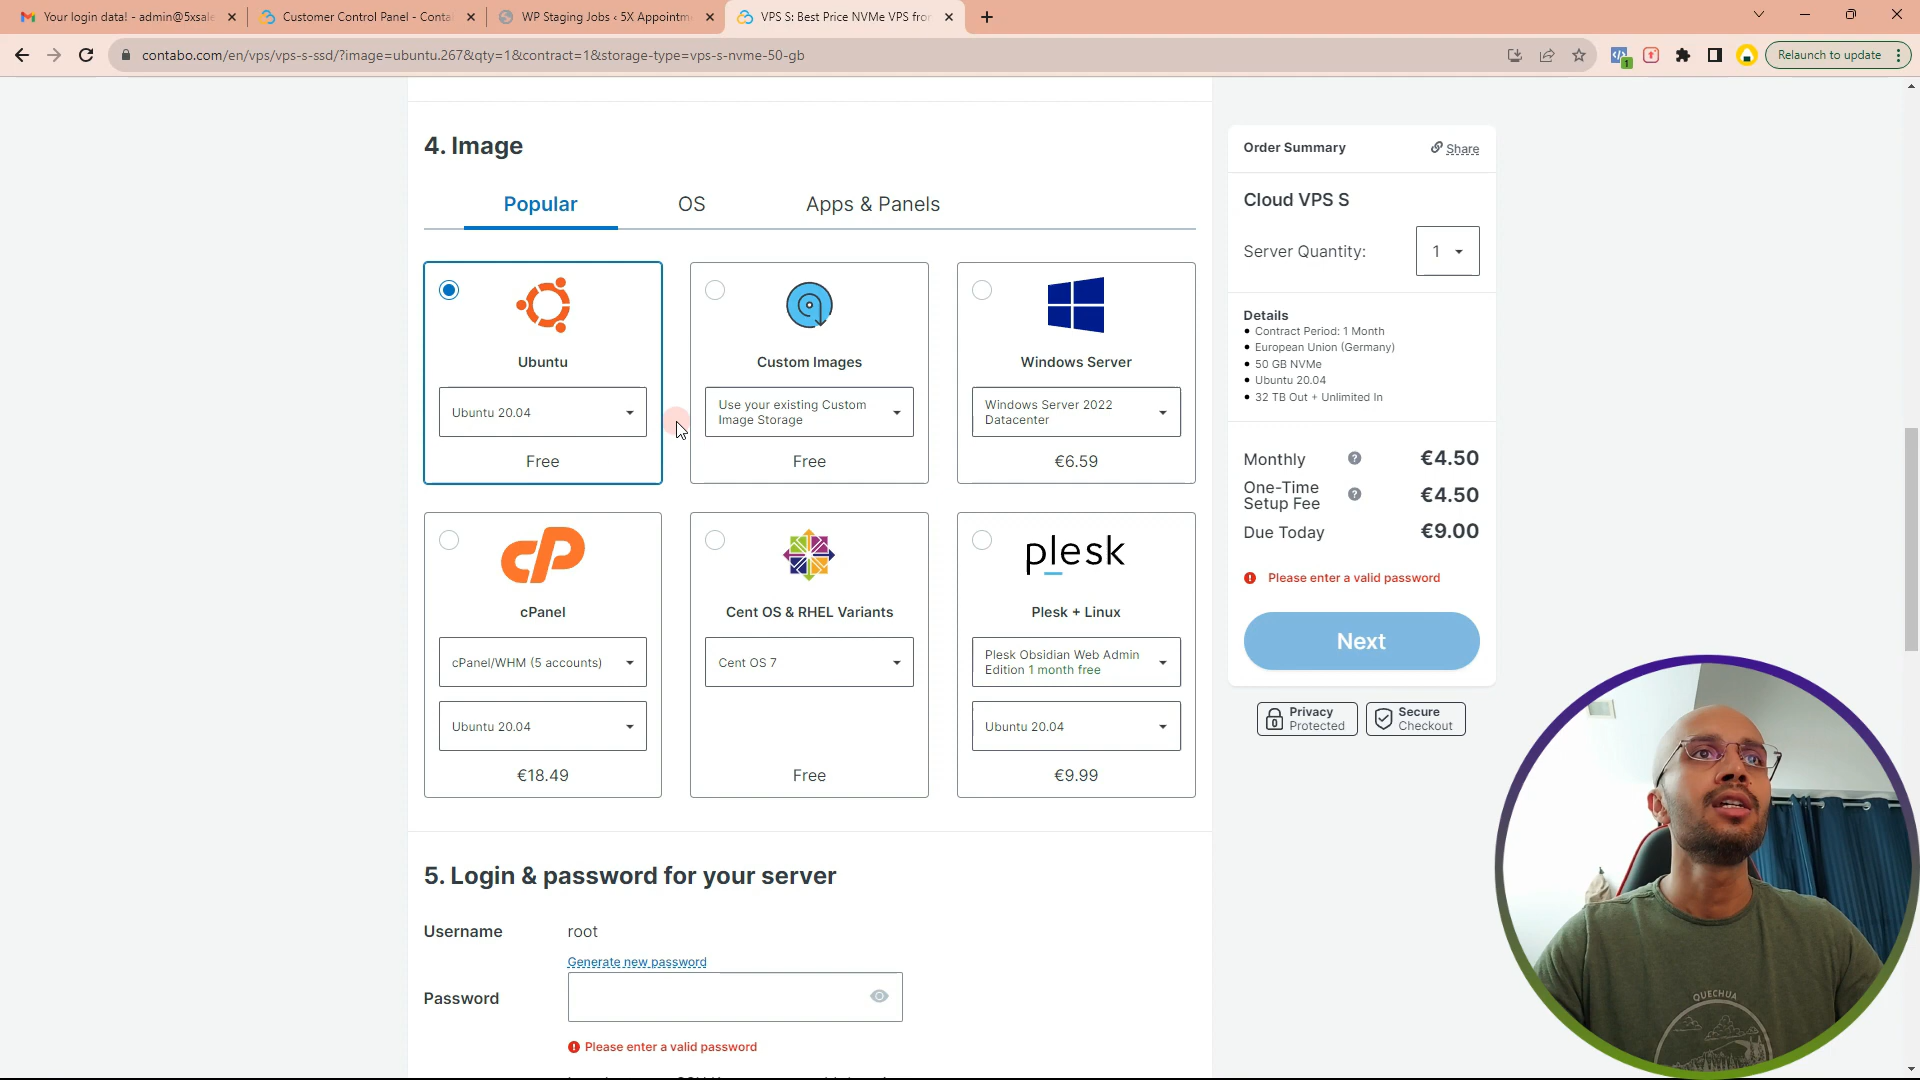 Your login data! - admin@5xsale
Customer Control Panel - Conta
WP Staging Jobs ‹ 5X Appointm
VPS S: Best Price NVMe VPS from
contabo.com/en/vps/vps-s-ssd/?image=ubuntu.267&qty=1&contract=1&storage-type=vps-s-nvme-50-gb
1
Relaunch to update
4. Image
Popular
OS
Apps & Panels
Ubuntu
Ubuntu 20.04
Free
Custom Images
Use your existing Custom
Image Storage
Free
Windows Server
Windows Server 2022
Datacenter
€6.59
cP
cPanel
cPanel/WHM (5 accounts)
Ubuntu 20.04
€18.49
Cent OS & RHEL Variants
Cent OS 7
Free
plesk
Plesk + Linux
Plesk Obsidian Web Admin
Edition 1 month free
Ubuntu 20.04
€9.99
5. Login & password for your server
Username
root
Generate new password
Password
Please enter a valid password
Order Summary
Share
Cloud VPS S
Server Quantity:
1
Details
Contract Period: 1 Month
European Union (Germany)
50 GB NVMe
Ubuntu 20.04
32 TB Out + Unlimited In
Monthly
€4.50
One-Time
Setup Fee
€4.50
Due Today
€9.00
Please enter a valid password
Next
Privacy
Protected
Secure
Checkout
QUECHUA